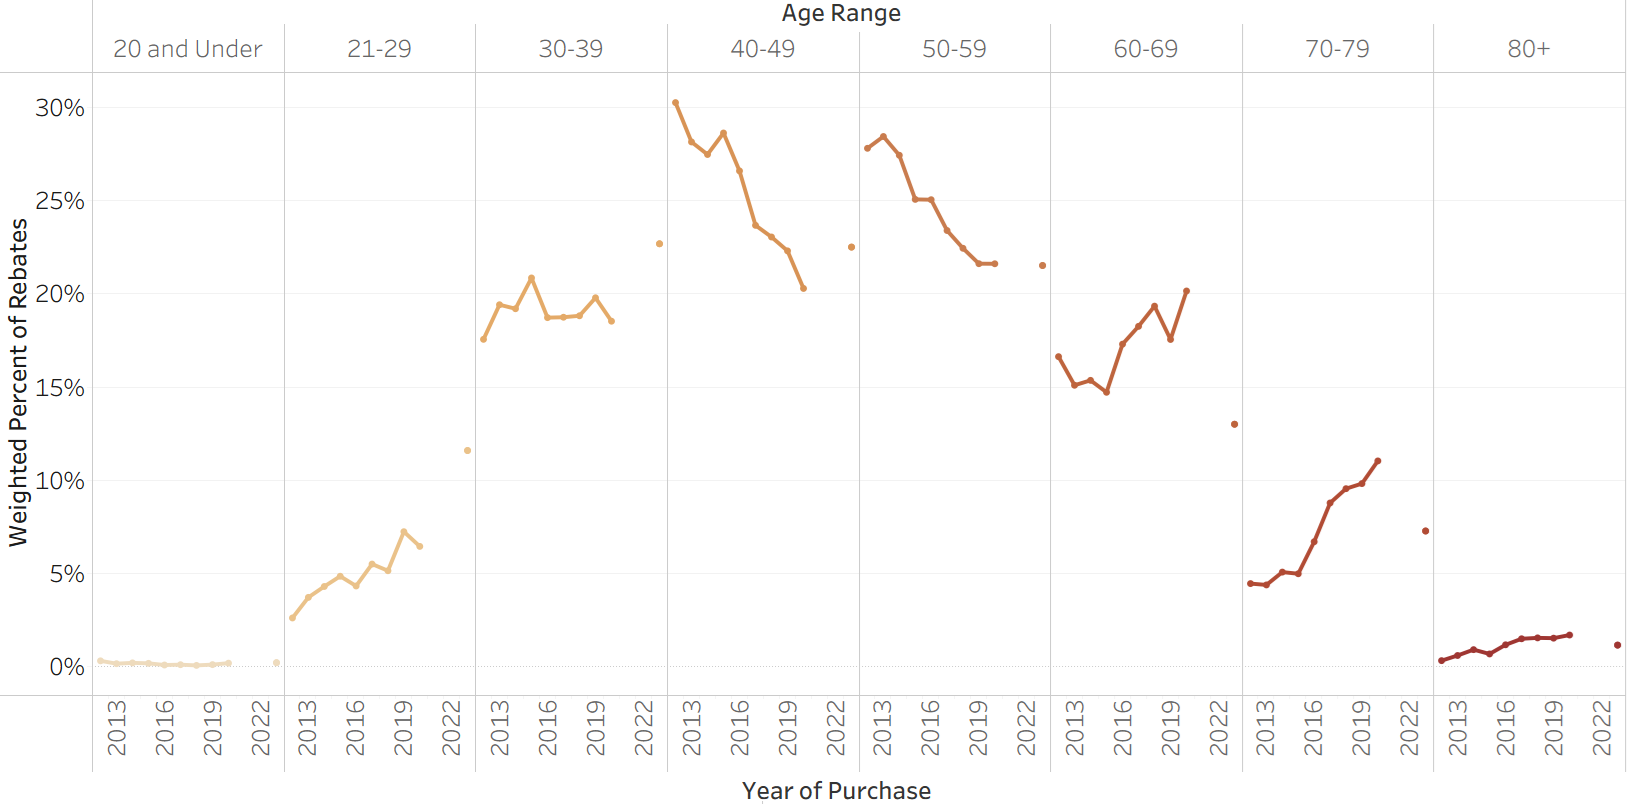 Age Range
20 and Under 21-29 30-39 40-49 50-59 60-69 70-79 80+
Weighted Percent of Rebates
30%
25%
20%
15%
10%
5%
0%
2013 2016 2019 2022 2013 2016 2019 2022 2013 2016 2019 2022 2013 2016 2019 2022 2013 2016 2019 2022 2013 2016 2019 2022 2013 2016 2019 2022 2013 2016 2019 2022
Year of Purchase